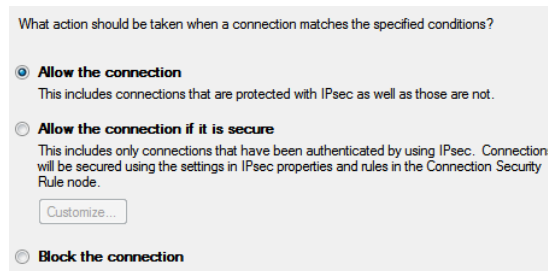 What action should be taken when a connection matches the specified conditions?
Allow the connection
This includes connections that are protected with IPsec as well as those are not.
Allow the connection if it is secure
This includes only connections that have been authenticated by using IPsec. Connections
will be secured using the settings in IPsec properties and rules in the Connection Security
Rule node.
Customize...
Block the connection